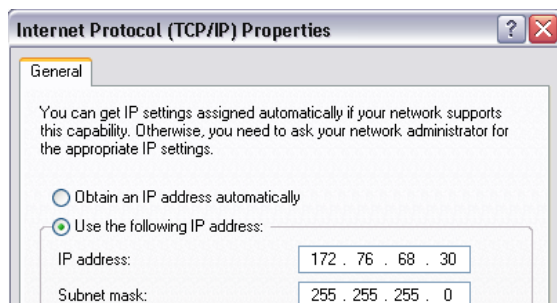 Internet Protocol (TCP/IP) Properties
General
You can get IP settings assigned automatically if your network supports
this capability. Otherwise, you need to ask your network administrator for
the appropriate IP settings.
Obtain an IP address automatically
Use the following IP address:
IP address: 172 . 76 . 68 . 30
Subnet mask: 255 . 255 . 255 . 0